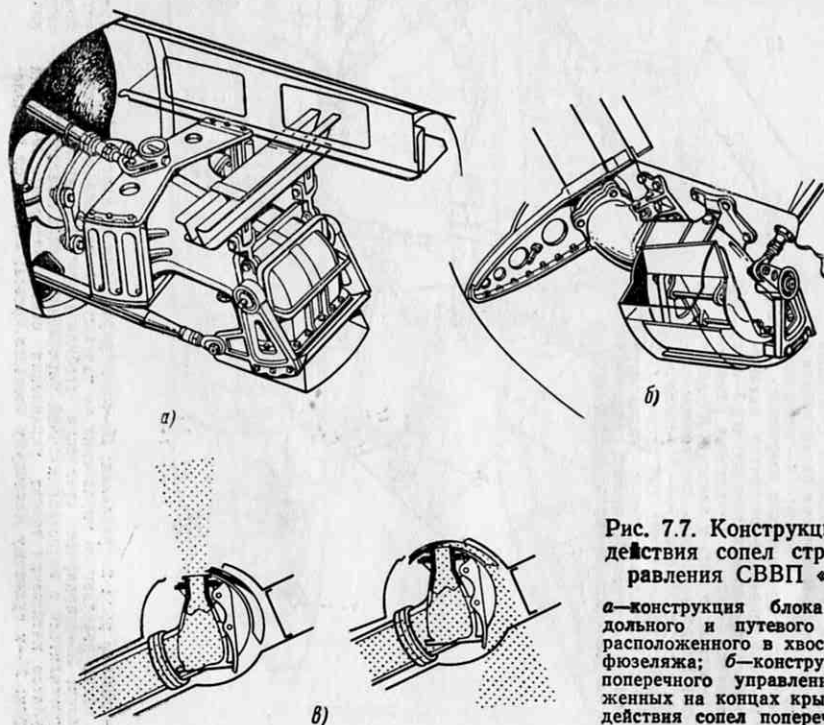 а)
б)
Рис. 7.7. Конструкц
действия сопел стр
равления СВВП «
а—конструкция блока
дольного и путевого
расположенного в хвос
фюзеляжа; б—констру
поперечного управлени
женных на концах кры
действия сопел попере
в)